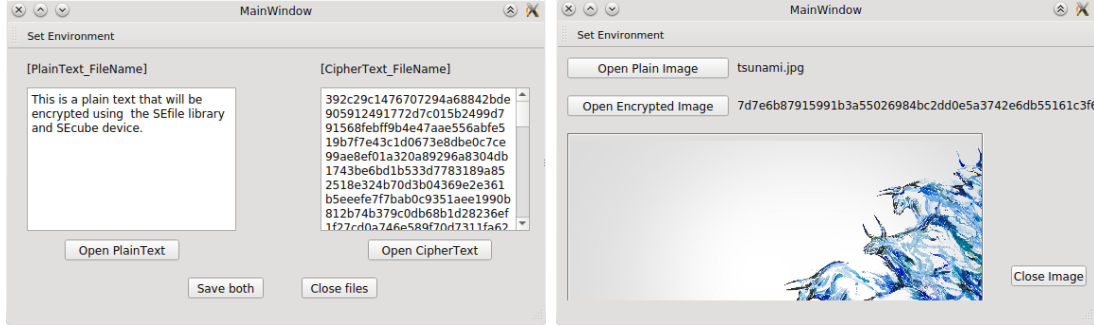 MainWindow
Set Environment
[PlainText_FileName]
[CipherText_FileName]
This is a plain text that will be
encrypted using  the SEfile library
and SEcube device.
392c29c1476707294a68842bde
905912491772d7c015b2499d7
91568febff9b4e47aae556abfe5
19b7f7e43c1d0673e8dbe0c7ce
99ae8ef01a320a89296a8304db
1743be6bd1b533d7783189a85
2518e324b70d3b04369e2e361
b5eeefe7f7bab0c9351aee1990b
812b74b379c0db68b1d28236ef
1f27cd0a746e589f70d7311fa62
Open PlainText
Open CipherText
Save both
Close files
MainWindow
Set Environment
Open Plain Image
tsunami.jpg
Open Encrypted Image
7d7e6b87915991b3a55026984bc2dd0e5a3742e6db55161c3f6
Close Image